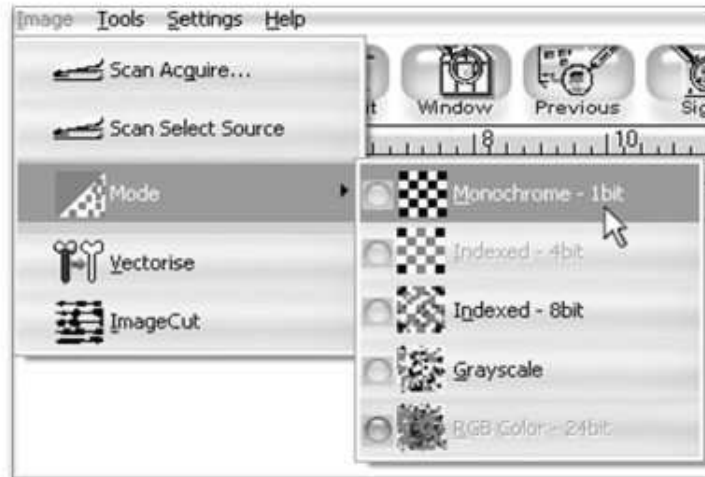 Image Tools Settings Help
Scan Acquire...
Scan Select Source
Mode
Vectorise
ImageCut
Window Previous
8 10
Monochrome - 1bit
Indexed - 4bit
Indexed - 8bit
Grayscale
RGB Color - 24bit